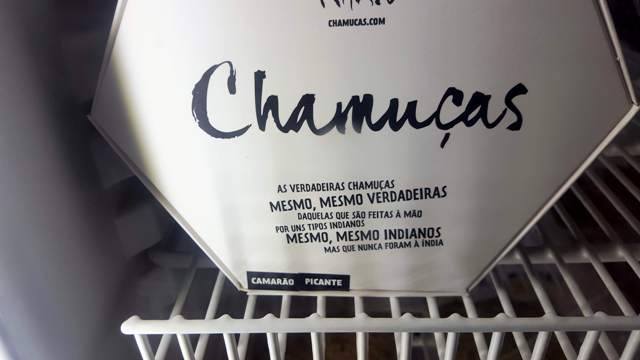 CHAMUCAS.COM
Chamuças
AS VERDADEIRAS CHAMUÇAS
MESMO, MESMO VERDADEIRAS
DAQUELAS QUE SÃO FEITAS À MÃO
POR UNS TIPOS INDIANOS
MESMO, MESMO INDIANOS
MAS QUE NUNCA FORAM À ÍNDIA
CAMARÃO PICANTE